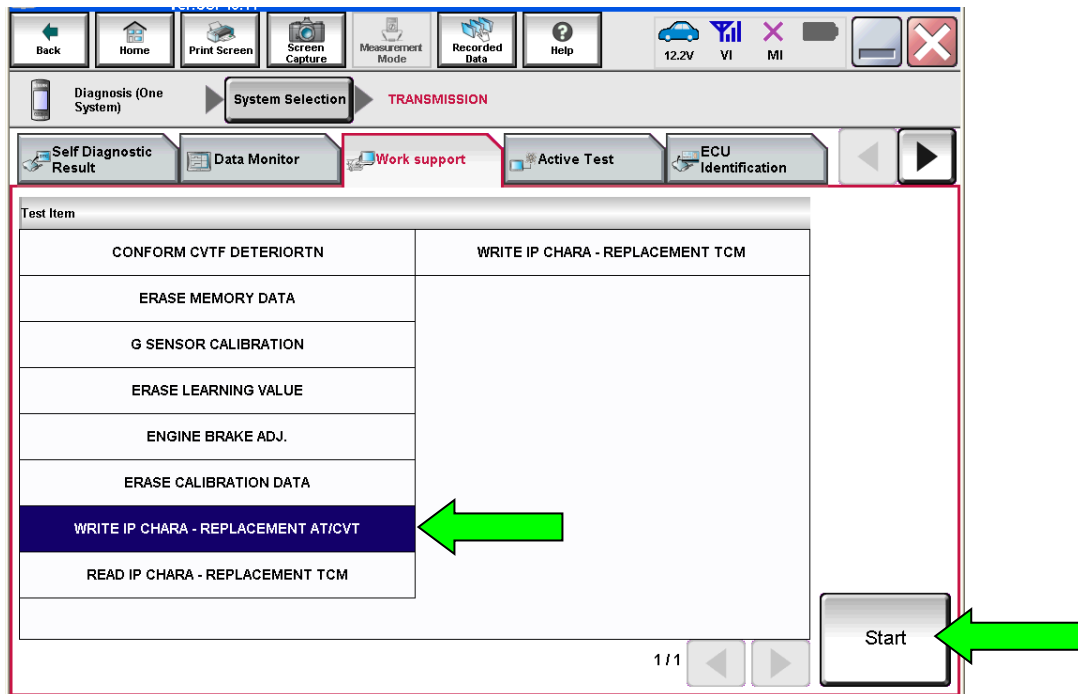 Back
Home
Print Screen
Screen
Capture
Measurement
Mode
Recorded
Data
Help
12.2V
VI
MI
Diagnosis (One
System)
System Selection
TRANSMISSION
Self Diagnostic
Result
Data Monitor
Work support
Active Test
ECU
Identification
Test Item
CONFORM CVTF DETERIORTN
WRITE IP CHARA - REPLACEMENT TCM
ERASE MEMORY DATA
G SENSOR CALIBRATION
ERASE LEARNING VALUE
ENGINE BRAKE ADJ.
ERASE CALIBRATION DATA
WRITE IP CHARA - REPLACEMENT AT/CVT
READ IP CHARA - REPLACEMENT TCM
Start
1/1